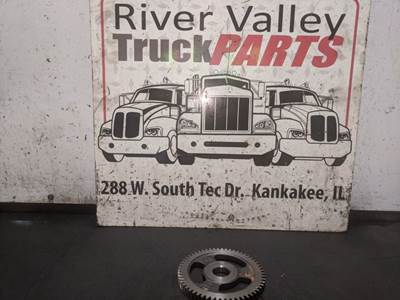 River Valley
TruckPARTS
288 W. South Tec Dr. Kankakee, IL